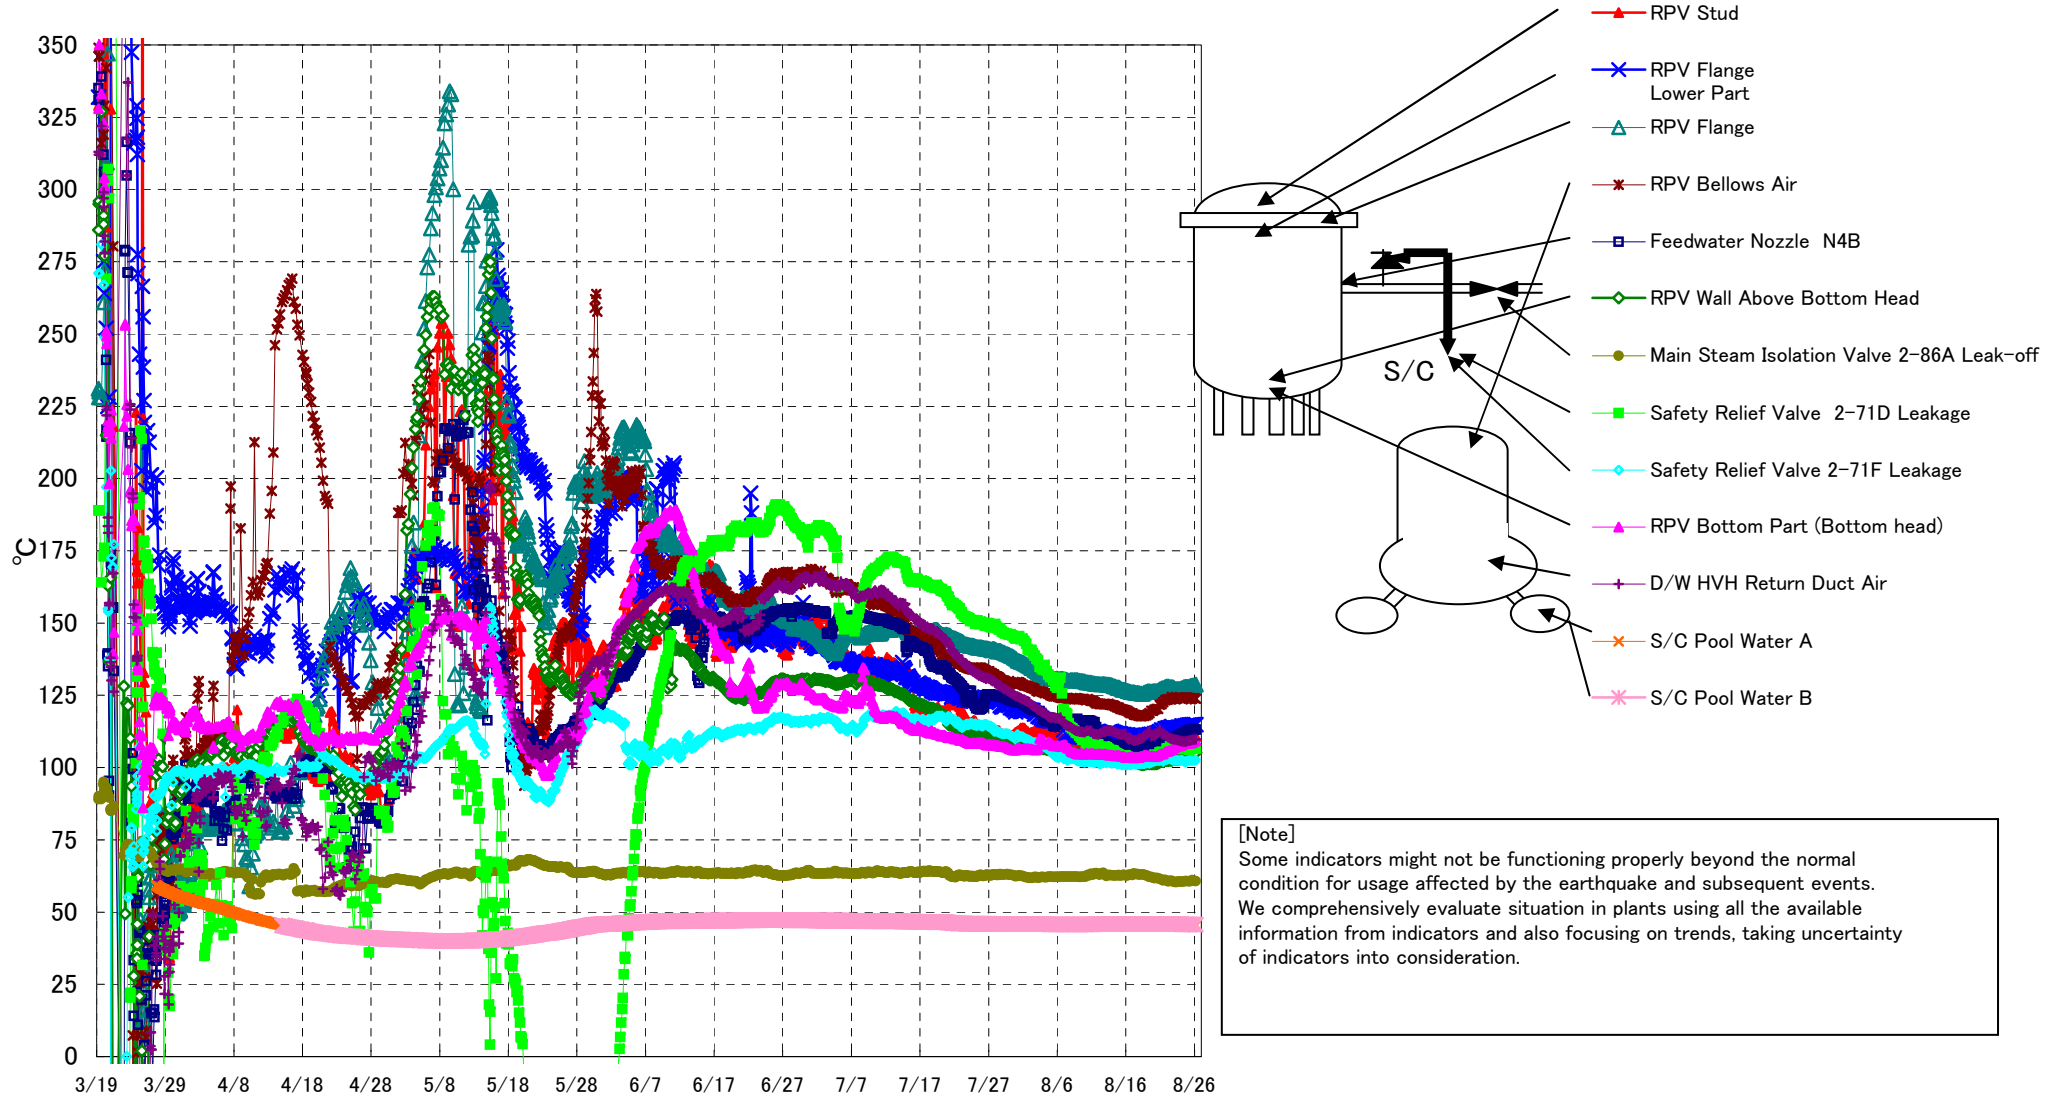 350
325
300
275
250
225
200
175
150
125
100
75
50
25
0
℃
3/19 3/29 4/8 4/18 4/28 5/8 5/18 5/28 6/7 6/17 6/27 7/7 7/17 7/27 8/6 8/16 8/26
RPV Stud
RPV Flange
Lower Part
RPV Flange
RPV Bellows Air
Feedwater Nozzle N4B
RPV Wall Above Bottom Head
Main Steam Isolation Valve 2-86A Leak-off
Safety Relief Valve 2-71D Leakage
Safety Relief Valve 2-71F Leakage
RPV Bottom Part (Bottom head)
D/W HVH Return Duct Air
S/C Pool Water A
S/C Pool Water B
S/C
[Note]
Some indicators might not be functioning properly beyond the normal
condition for usage affected by the earthquake and subsequent events.
We comprehensively evaluate situation in plants using all the available
information from indicators and also focusing on trends, taking uncertainty
of indicators into consideration.